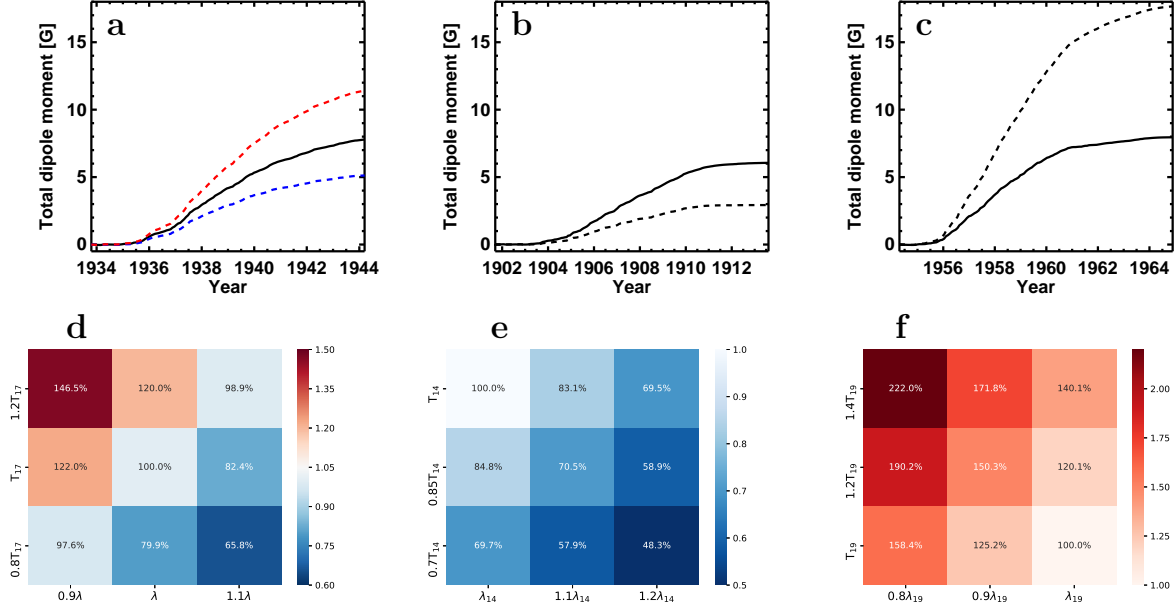 a
b
c
Total dipole moment [G]
Total dipole moment [G]
Total dipole moment [G]
15
10
5
0
15
10
5
0
15
10
5
0
1934 1936 1938 1940 1942 1944
1902 1904 1906 1908 1910 1912
1956 1958 1960 1962 1964
Year
Year
Year
d
e
f
1.2T17
T17
0.8T17
146.5% 120.0% 98.9%
122.0% 100.0% 82.4%
97.6% 79.9% 65.8%
0.9λ λ 1.1λ
1.50
1.35
1.20
1.05
0.90
0.75
0.60
T14
0.85T14
0.7T14
100.0% 83.1% 69.5%
84.8% 70.5% 58.9%
69.7% 57.9% 48.3%
λ14 1.1λ14 1.2λ14
1.0
0.9
0.8
0.7
0.6
0.5
1.4T19
1.2T19
T19
222.0% 171.8% 140.1%
190.2% 150.3% 120.1%
158.4% 125.2% 100.0%
0.8λ19 0.9λ19 λ19
2.00
1.75
1.50
1.25
1.00